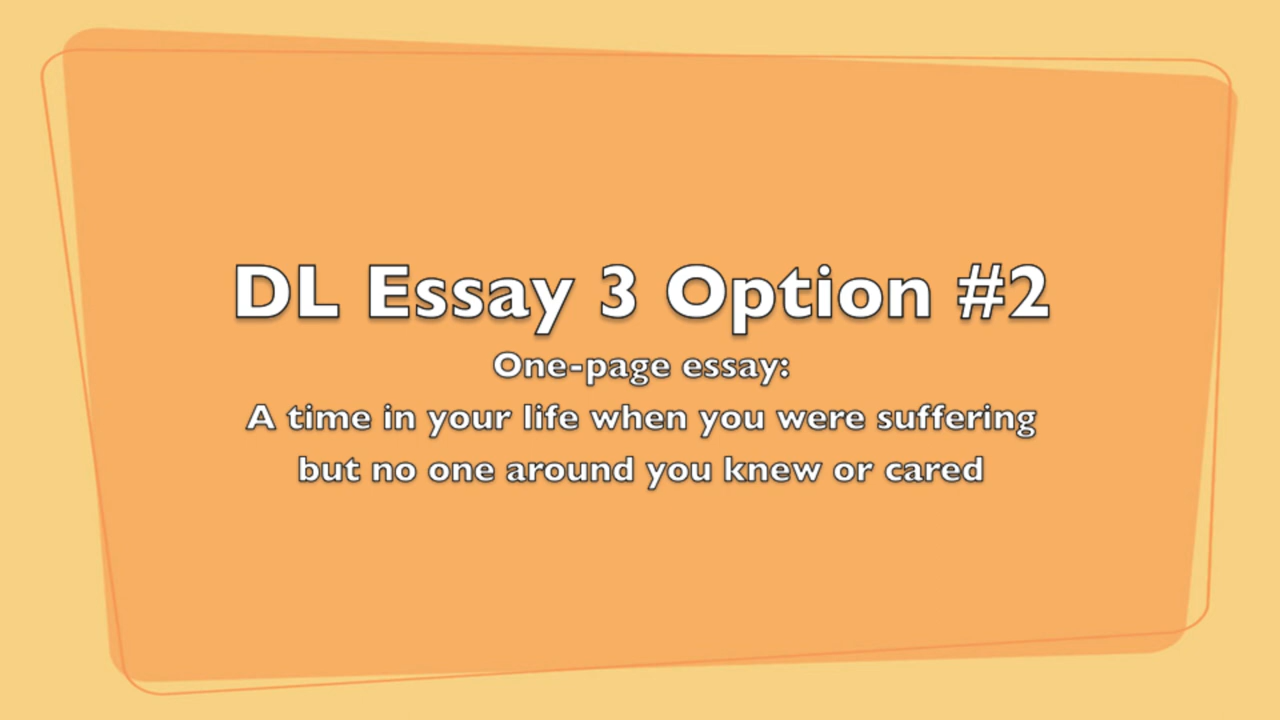 DL Essay 3 Option #2
One-page essay:
A time in your life when you were suffering
but no one around you knew or cared